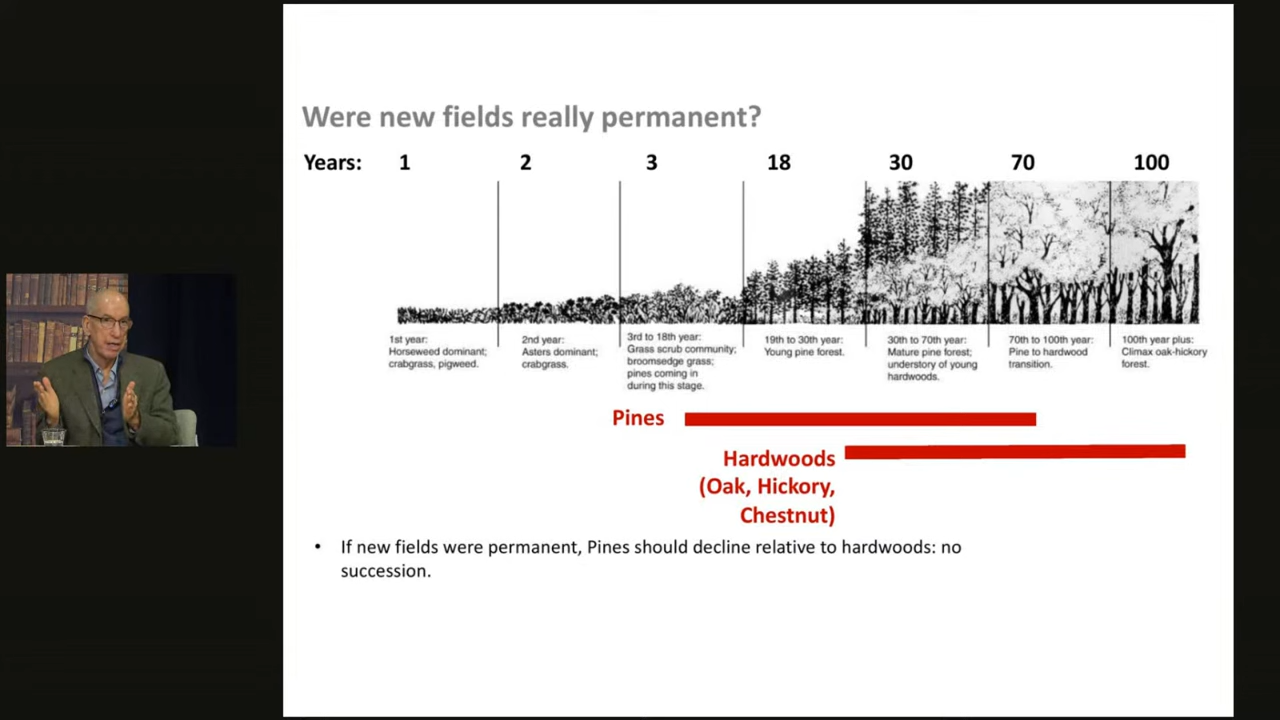 Were new fields really permanent?
Years: 1 2 3 18 30 70 100
1st year:
Horseweed dominant;
crabgrass, pigweed.
2nd year:
Asters dominant;
crabgrass.
3rd to 18th year:
Grass scrub community;
broomsedge grass;
pines coming in
during this stage.
19th to 30th year:
Young pine forest.
30th to 70th year:
Mature pine forest;
understory of young
hardwoods.
70th to 100th year:
Pine to hardwood
transition.
100th year plus:
Climax oak-hickory
forest.
Pines
Hardwoods
(Oak, Hickory,
Chestnut)
• If new fields were permanent, Pines should decline relative to hardwoods: no
succession.